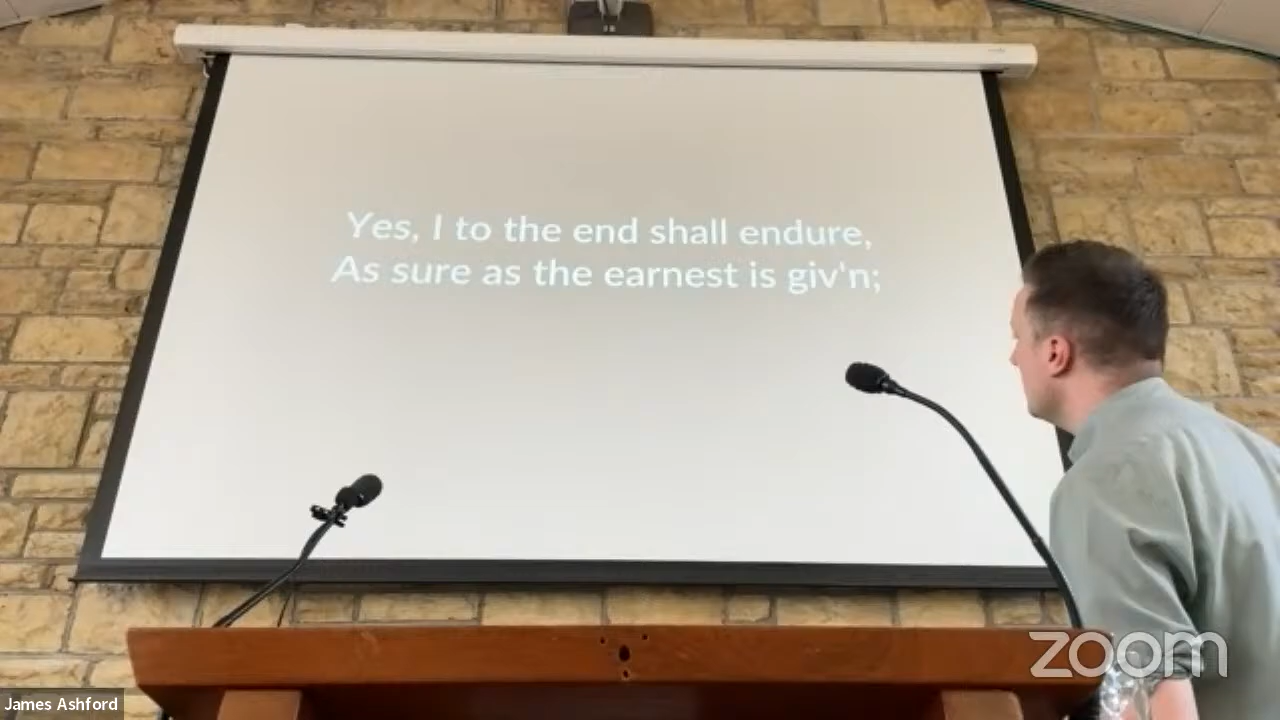 Yes, I to the end shall endure,
As sure as the earnest is giv'n;
zoom
James Ashford